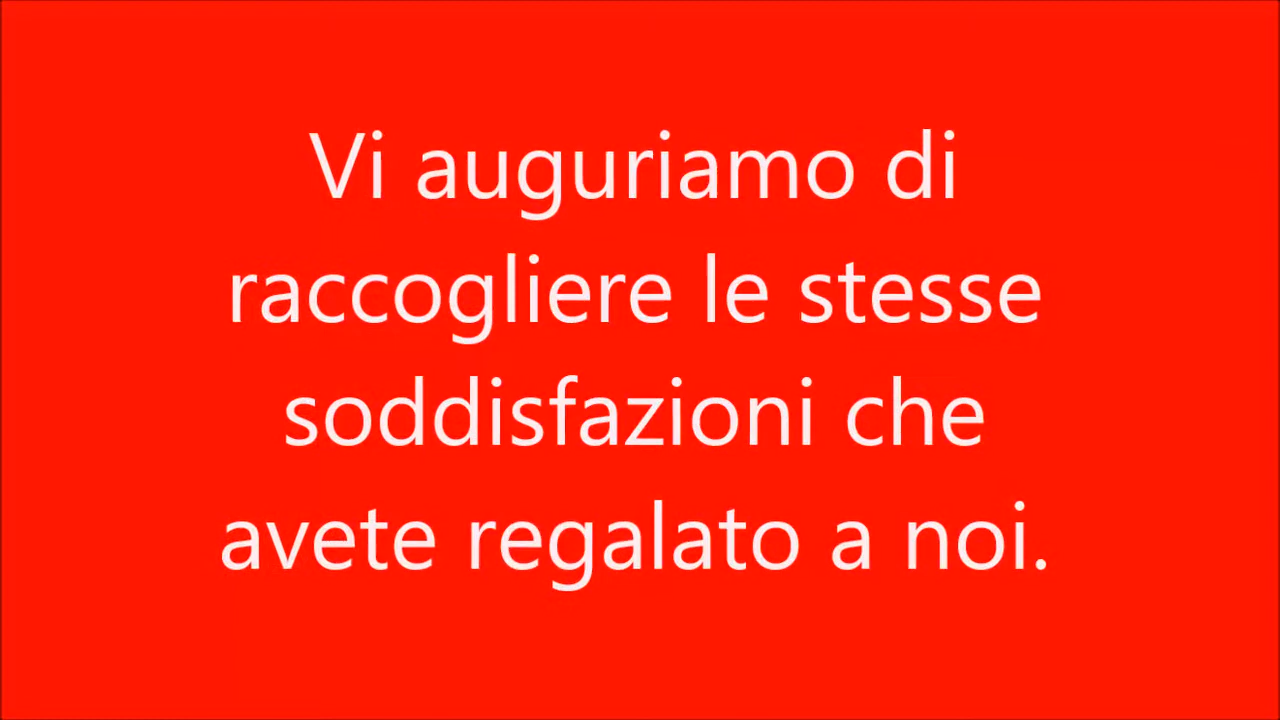 Vi auguriamo di
raccogliere le stesse
soddisfazioni che
avete regalato a noi.